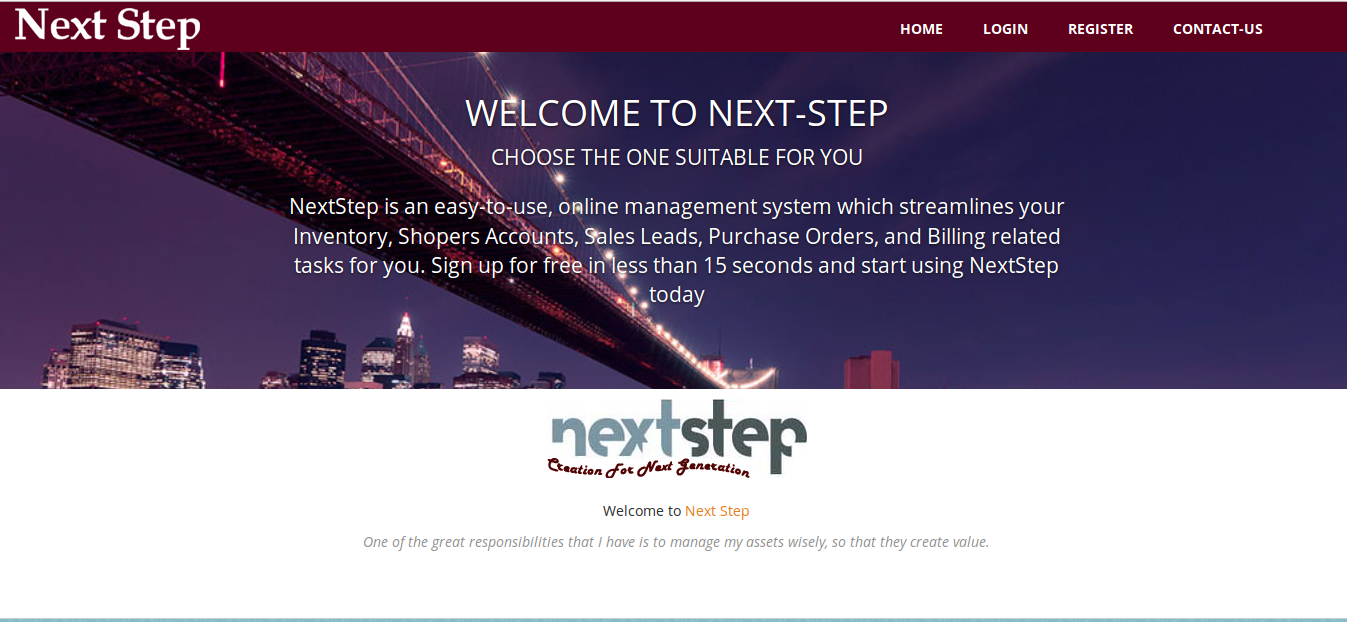 Next Step
HOME
LOGIN
REGISTER
CONTACT-US
WELCOME TO NEXT-STEP
CHOOSE THE ONE SUITABLE FOR YOU
NextStep is an easy-to-use, online management system which streamlines your
Inventory, Shopers Accounts, Sales Leads, Purchase Orders, and Billing related
tasks for you. Sign up for free in less than 15 seconds and start using NextStep
today
nextstep
Creation For Next Generation
Welcome to Next Step
One of the great responsibilities that I have is to manage my assets wisely, so that they create value.